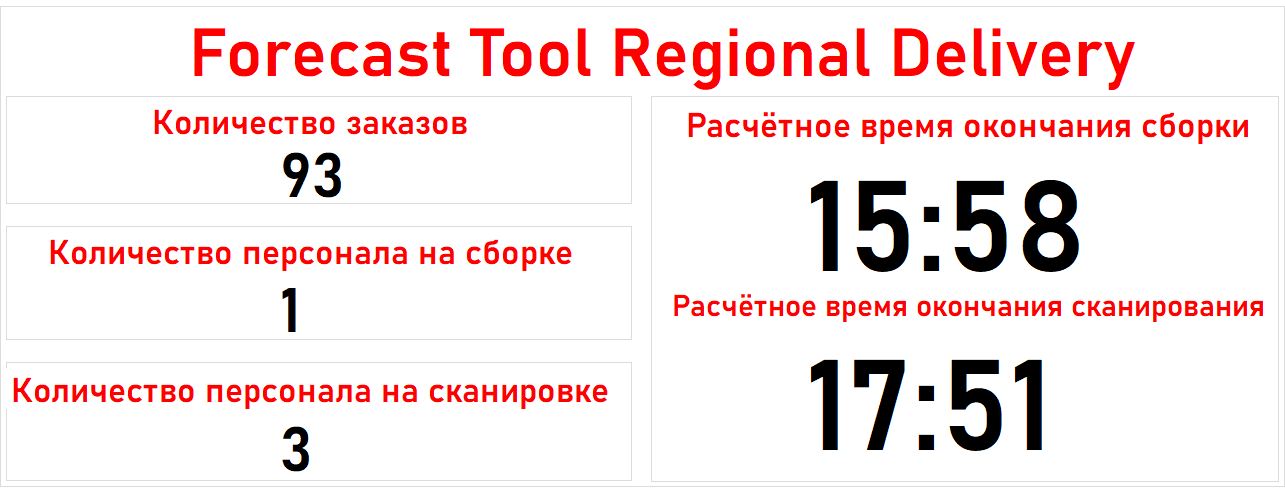 Forecast Tool Regional Delivery
Количество заказов
93
Количество персонала на сборке
1
Количество персонала на сканировке
3
Расчётное время окончания сборки
15:58
Расчётное время окончания сканирования
17:51